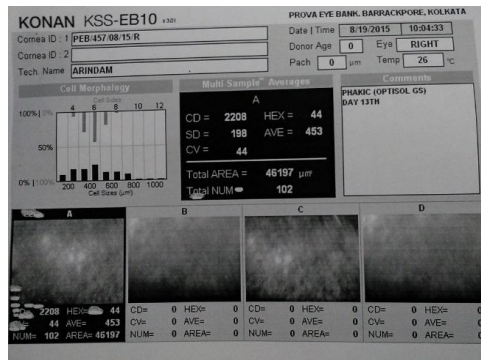 KONAN KSS-EB10 v 3.21
PROVA EYE BANK. BARRACKPORE, KOLKATA
Cornea ID : 1 PEB/457/08/15/R
Date | Time 8/19/2015 10:04:33
Cornea ID : 2
Donor Age 0 Eye RIGHT
Tech. Name ARINDAM
Pach 0 μm Temp 26 ℃
Cell Morphology
Multi Sample™ Averages
Comments
Cell Sides
4 6 8 10 12
100% | 0%
50%
0% | 100%
200 400 600 800 1000
Cell Sizes (μm²)
A
CD = 2208 HEX = 44
SD = 198 AVE = 453
CV = 44
Total AREA = 46197 μm²
Total NUM = 102
PHAKIC (OPTISOL GS)
DAY 13TH
A B C D
CD= 2208 HEX= 44 CD= 0 HEX= 0 CD= 0 HEX= 0 CD= 0 HEX= 0
44 AVE= 453 CV= 0 AVE= 0 CV= 0 AVE= 0 CV= 0 AVE= 0
NUM= 102 AREA= 46197 NUM= 0 AREA= 0 NUM= 0 AREA= 0 NUM= 0 AREA= 0